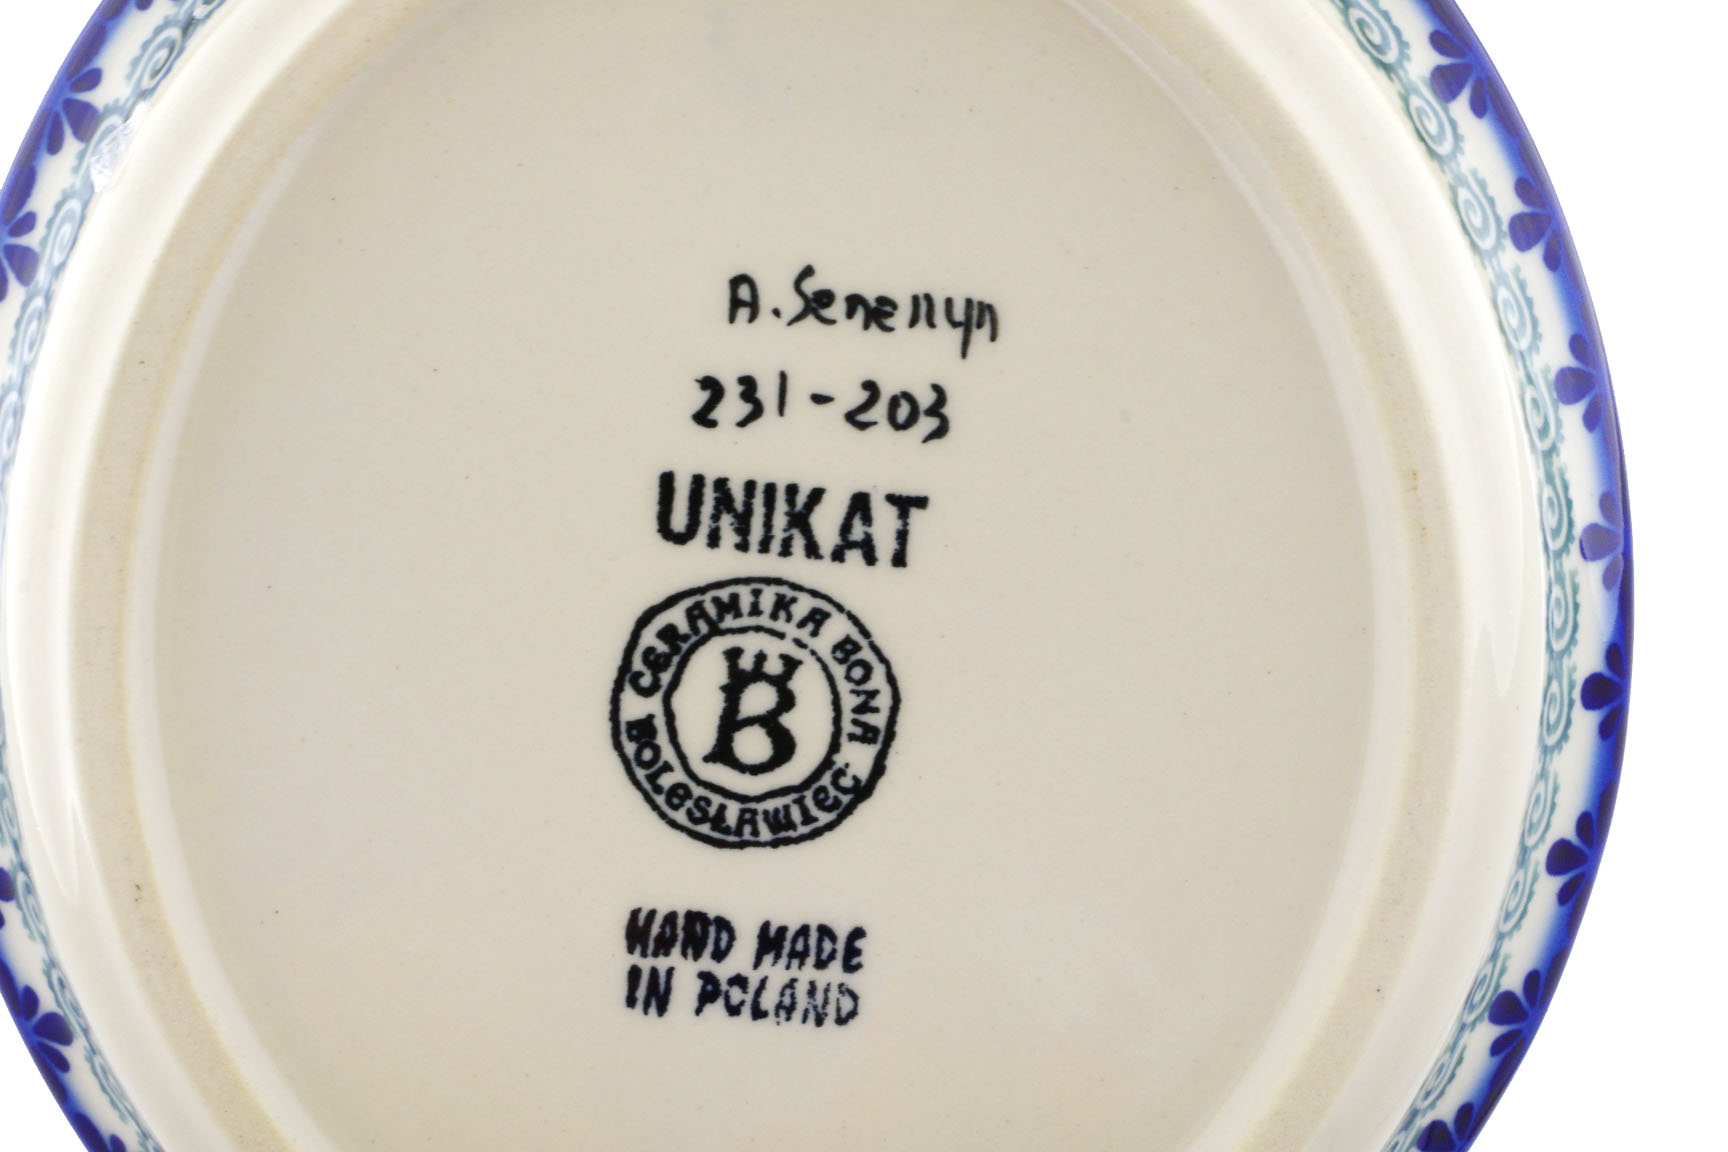 A. Senenyn
231-203
UNIKAT
CERAMIKA BONA
B
BOLESŁAWIEC
HAND MADE
IN POLAND